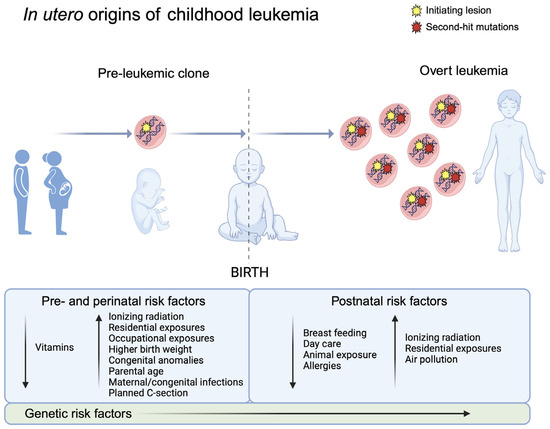 In utero origins of childhood leukemia
Initiating lesion
Second-hit mutations
Pre-leukemic clone
Overt leukemia
BIRTH
Pre- and perinatal risk factors
Vitamins
Ionizing radiation
Residential exposures
Occupational exposures
Higher birth weight
Congenital anomalies
Parental age
Maternal/congenital infections
Planned C-section
Postnatal risk factors
Breast feeding
Day care
Animal exposure
Allergies
Ionizing radiation
Residential exposures
Air pollution
Genetic risk factors